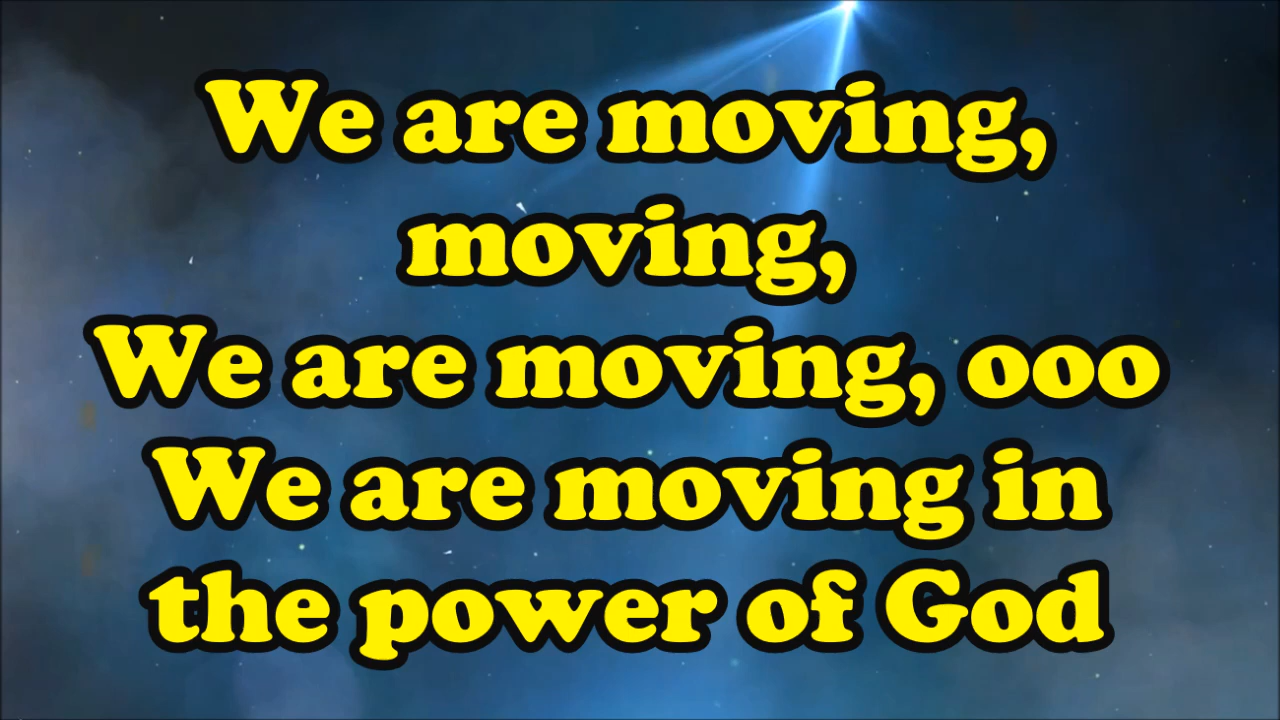 We are moving,
moving,
We are moving, ooo
We are moving in
the power of God